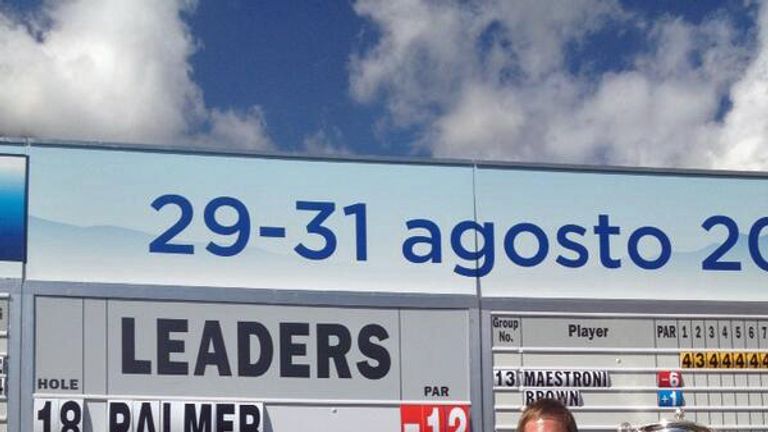 29-31 agosto 20
LEADERS
HOLE PAR
18 PALMER -12
Group No. Player PAR 1 2 3 4 5 6 7
4 4 3 4 4 4 4
13 MAESTRONI -6
BROWN +1